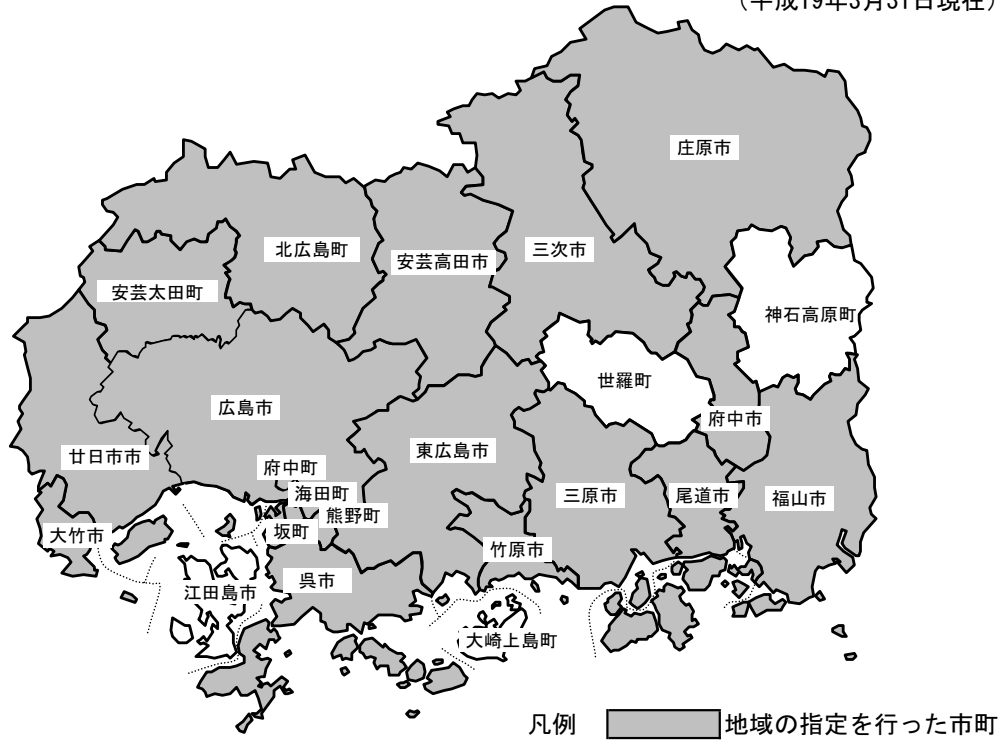 （平成19年3月31日現在）
庄原市
北広島町
安芸高田市
三次市
安芸太田町
神石高原町
世羅町
広島市
府中市
東広島市
廿日市市
府中町
海田町
三原市
尾道市
福山市
熊野町
大竹市
坂町
竹原市
呉市
江田島市
大崎上島町
凡例
地域の指定を行った市町